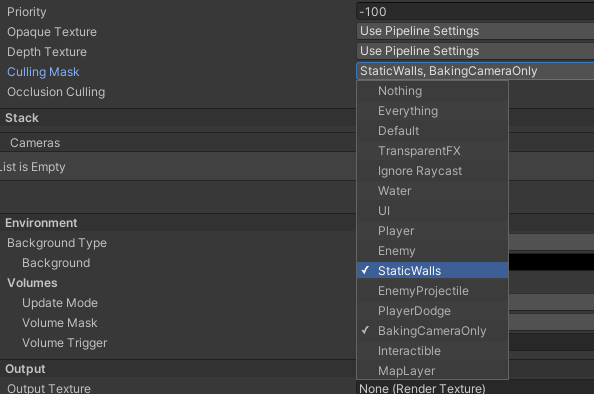 Priority
-100
Opaque Texture
Use Pipeline Settings
Depth Texture
Use Pipeline Settings
Culling Mask
StaticWalls, BakingCameraOnly
Occlusion Culling
Nothing
Everything
Default
TransparentFX
Ignore Raycast
Water
UI
Player
Enemy
StaticWalls
EnemyProjectile
PlayerDodge
BakingCameraOnly
Interactible
MapLayer
Stack
Cameras
List is Empty
Environment
Background Type
Background
Volumes
Update Mode
Volume Mask
Volume Trigger
Output
Output Texture
None (Render Texture)